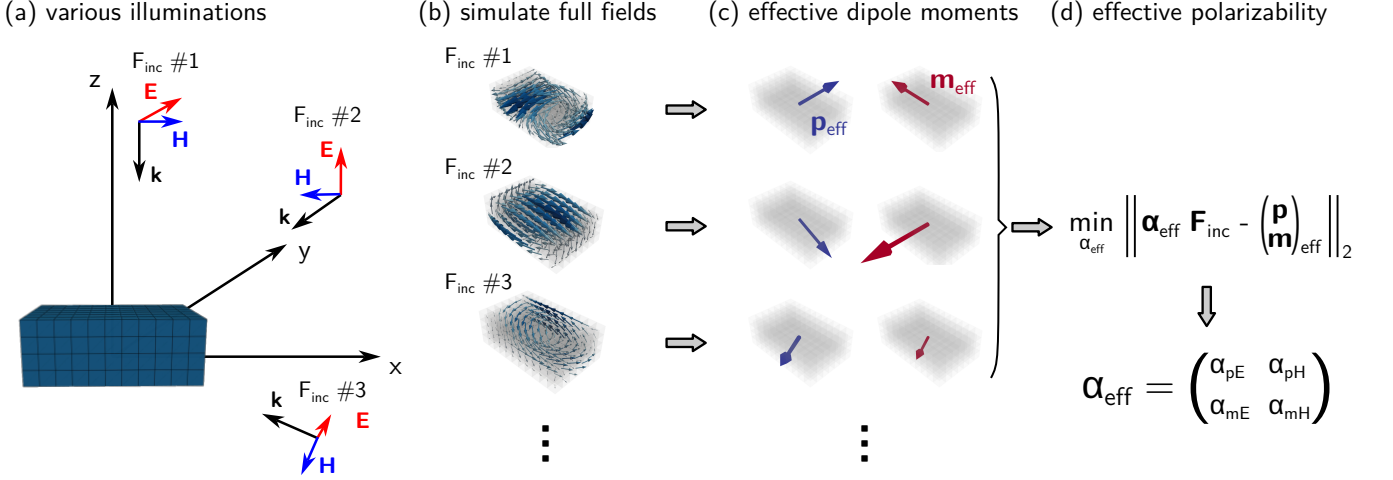 (a) various illuminations
(b) simulate full fields
(c) effective dipole moments
(d) effective polarizability
F_inc #1
E
H
k
z
F_inc #2
E
H
k
y
x
F_inc #3
k
E
H
F_inc #1
F_inc #2
F_inc #3
⋮
p_eff
m_eff
⋮
min_{α_eff} ‖ α_eff F_inc - (p m)_eff ‖_2
α_eff = (α_pE α_pH
α_mE α_mH)